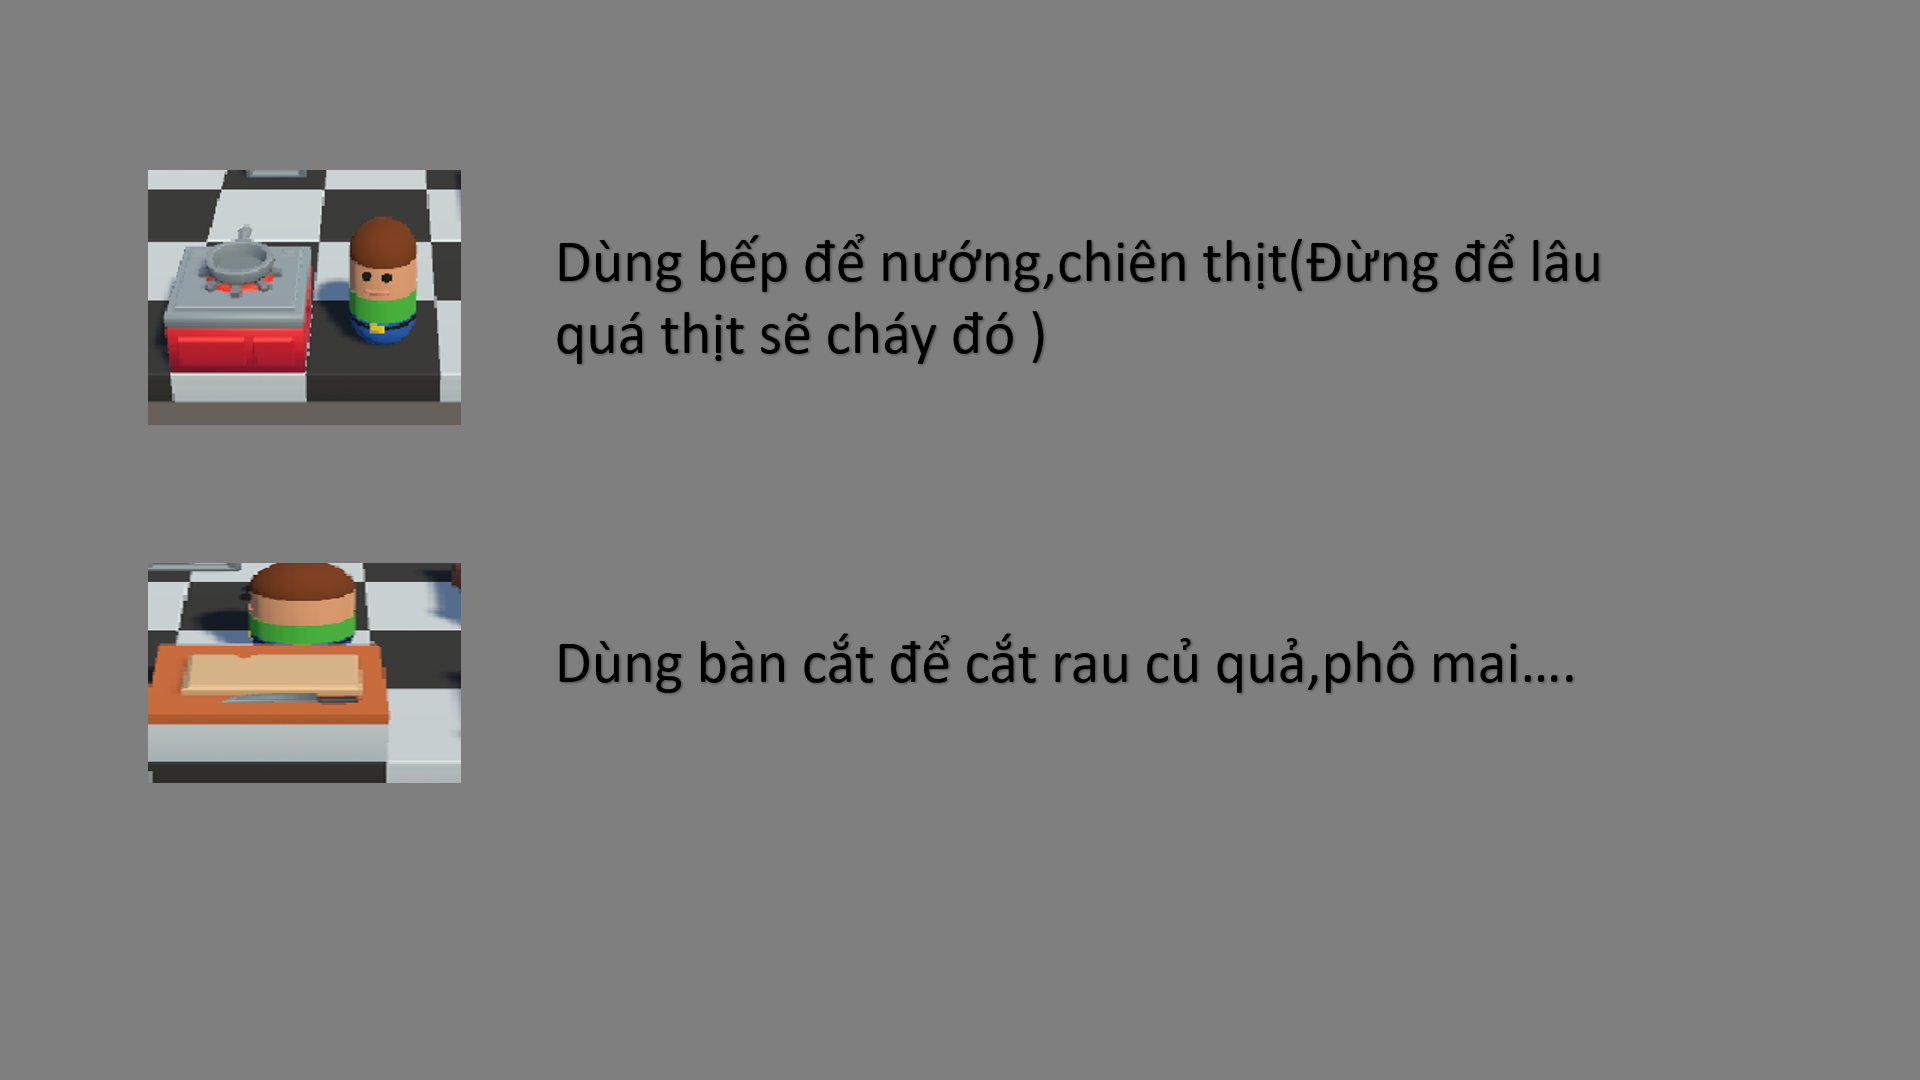 Dùng bếp để nướng,chiên thịt(Đừng để lâu
quá thịt sẽ cháy đó )
Dùng bàn cắt để cắt rau củ quả,phô mai....